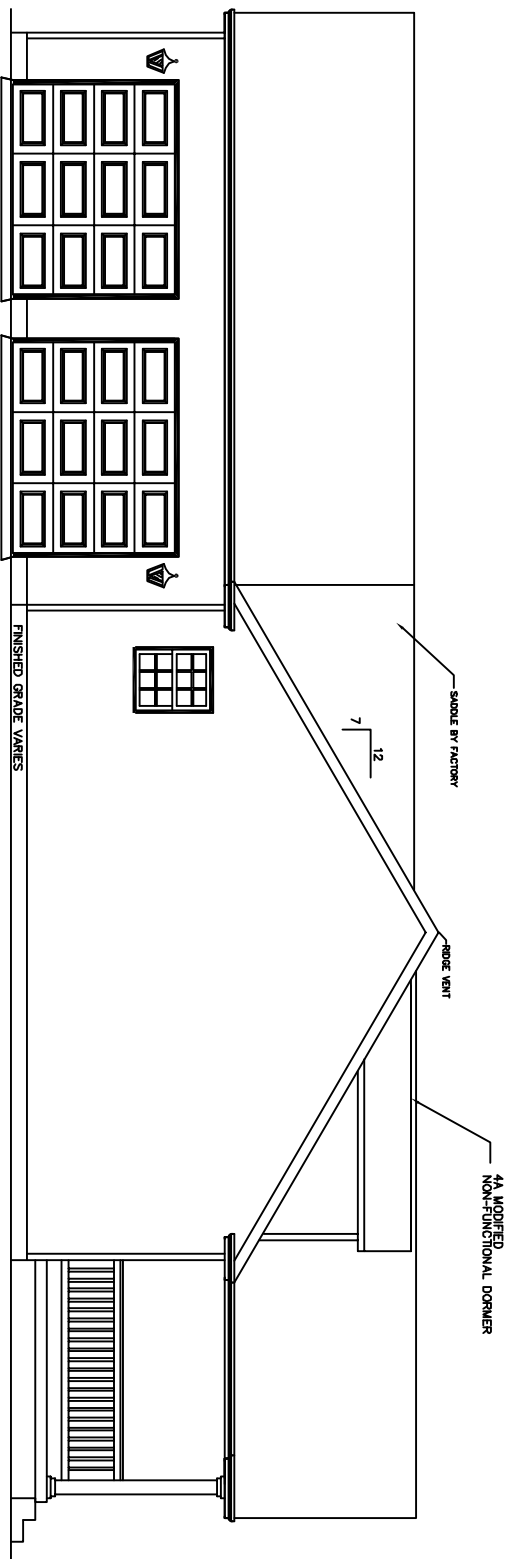 4A MODIFIED
NON-FUNCTIONAL DORMER
RIDGE VENT
SADDLE BY FACTORY
12
7
FINISHED GRADE VARIES